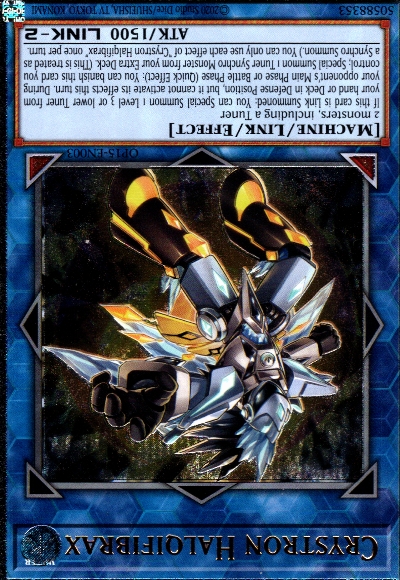 Crystron Halqifibrax
WATER
OP15-EN003
[Machine/Link/Effect]
2 monsters, including a Tuner
If this card is Link Summoned: You can Special Summon 1 Level 3 or lower Tuner from
your hand or Deck in Defense Position, but it cannot activate its effects this turn. During
your opponent's Main Phase or Battle Phase (Quick Effect): You can banish this card
you control; Special Summon 1 Tuner Synchro Monster from your Extra Deck. (This is treated
as a Synchro Summon.) You can only use each effect of "Crystron Halqifibrax" once per turn.
ATK/1500 LINK-2
50588353
©2020 Studio Dice/SHUEISHA, TV TOKYO, KONAMI